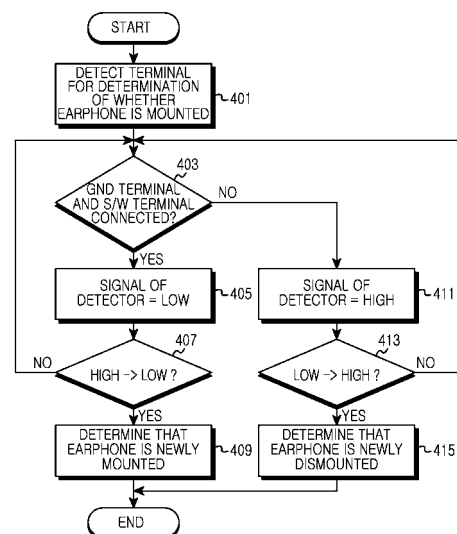 START
DETECT TERMINAL
FOR DETERMINATION
OF WHETHER
EARPHONE IS MOUNTED
401
403
GND TERMINAL
AND S/W TERMINAL
CONNECTED?
NO
YES
SIGNAL OF
DETECTOR = LOW
405
SIGNAL OF
DETECTOR = HIGH
411
407
NO
HIGH -> LOW ?
YES
413
LOW -> HIGH ?
NO
YES
DETERMINE THAT
EARPHONE IS NEWLY
MOUNTED
409
DETERMINE THAT
EARPHONE IS NEWLY
DISMOUNTED
415
END